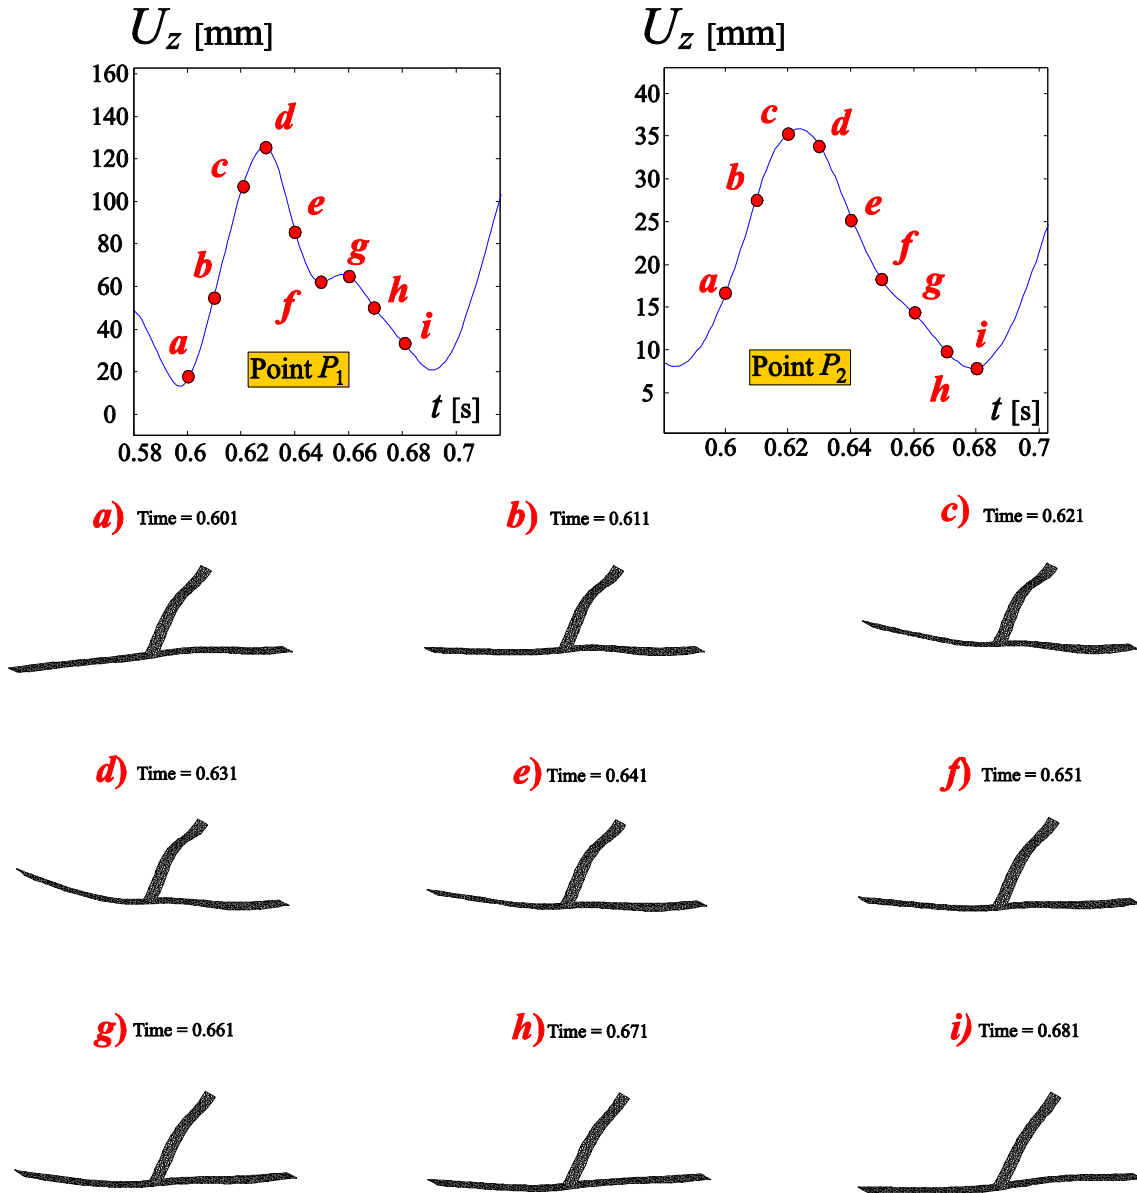 U_z [mm]
160
140
120
100
80
60
40
20
0
a
b
c
d
e
f
g
h
i
Point P_1
t [s]
0.58 0.6 0.62 0.64 0.66 0.68 0.7
U_z [mm]
40
35
30
25
20
15
10
5
a
b
c
d
e
f
g
h
i
Point P_2
t [s]
0.6 0.62 0.64 0.66 0.68 0.7
a) Time = 0.601
b) Time = 0.611
c) Time = 0.621
d) Time = 0.631
e) Time = 0.641
f) Time = 0.651
g) Time = 0.661
h) Time = 0.671
i) Time = 0.681